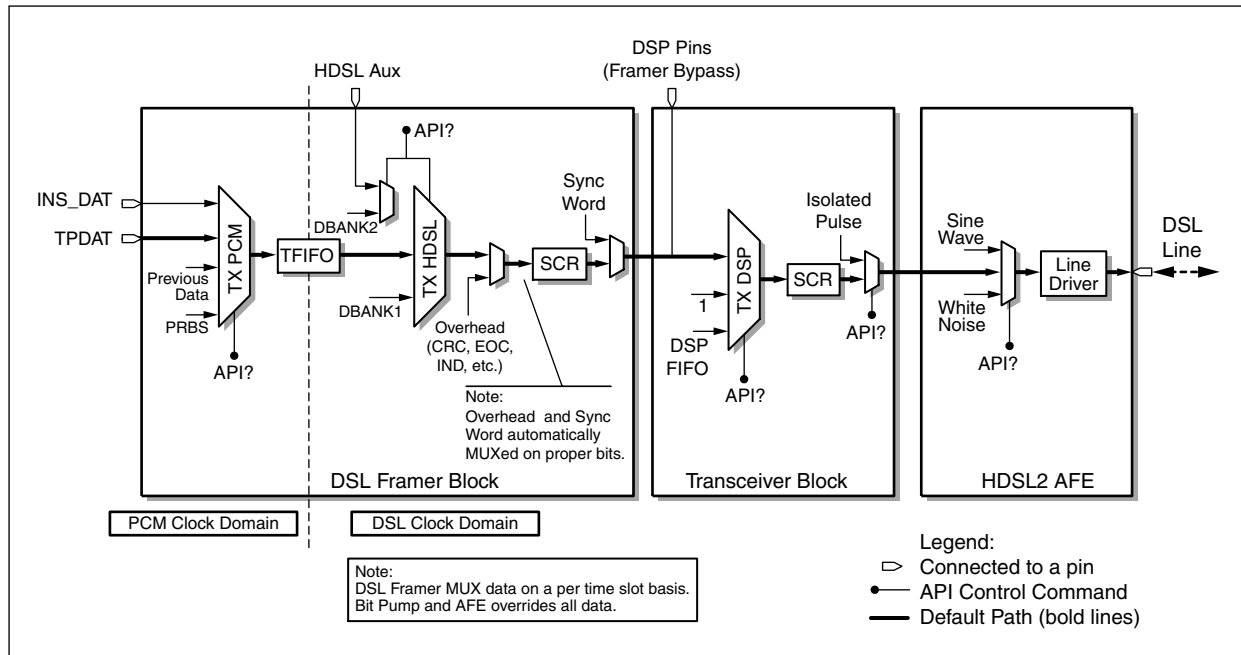 DSP Pins
(Framer Bypass)
HDSL Aux
API?
INS_DAT
TPDAT
Previous
Data
PRBS
TX PCM
API?
TFIFO
DBANK2
TX HDSL
DBANK1
Overhead
(CRC, EOC,
IND, etc.)
SCR
Sync
Word
Note:
Overhead and Sync
Word automatically
MUXed on proper bits.
DSL Framer Block
TX DSP
1
DSP
FIFO
API?
SCR
Isolated
Pulse
API?
Transceiver Block
Sine
Wave
White
Noise
API?
Line
Driver
DSL
Line
HDSL2 AFE
PCM Clock Domain
DSL Clock Domain
Note:
DSL Framer MUX data on a per time slot basis.
Bit Pump and AFE overrides all data.
Legend:
Connected to a pin
API Control Command
Default Path (bold lines)